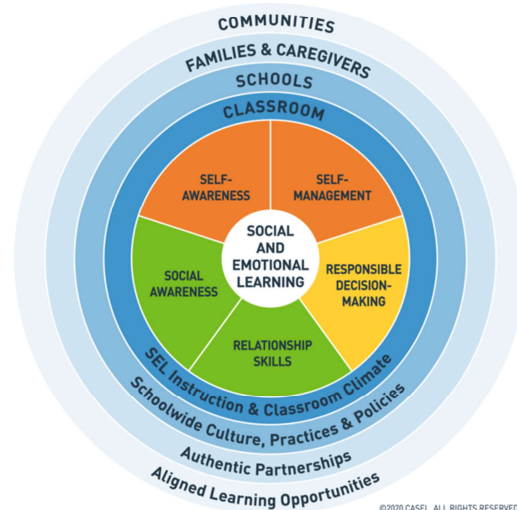 COMMUNITIES
FAMILIES & CAREGIVERS
SCHOOLS
CLASSROOM
SELF-
AWARENESS
SELF-
MANAGEMENT
SOCIAL
AND
EMOTIONAL
LEARNING
SOCIAL
AWARENESS
RESPONSIBLE
DECISION-
MAKING
RELATIONSHIP
SKILLS
SEL Instruction & Classroom Climate
Schoolwide Culture, Practices & Policies
Authentic Partnerships
Aligned Learning Opportunities
©2020 CASEL. ALL RIGHTS RESERVED